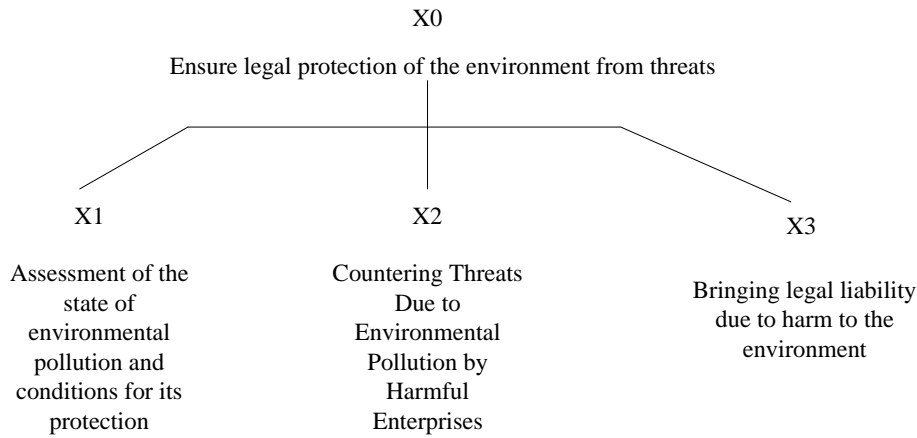 X0
Ensure legal protection of the environment from threats
X1
Assessment of the
state of
environmental
pollution and
conditions for its
protection
X2
Countering Threats
Due to
Environmental
Pollution by
Harmful
Enterprises
X3
Bringing legal liability
due to harm to the
environment